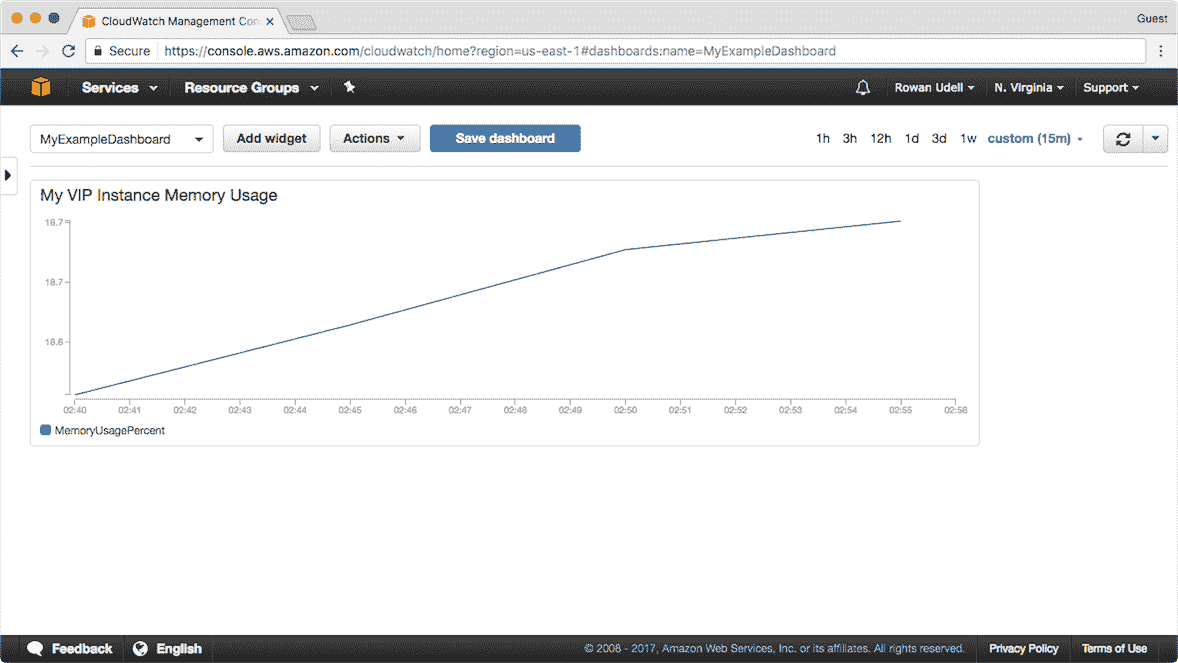 CloudWatch Management Con
Guest
Secure https://console.aws.amazon.com/cloudwatch/home?region=us-east-1#dashboards:name=MyExampleDashboard
Services Resource Groups Rowan Udell N. Virginia Support
MyExampleDashboard Add widget Actions Save dashboard 1h 3h 12h 1d 3d 1w custom (15m)
My VIP Instance Memory Usage
18.7
18.7
18.6
02:40 02:41 02:42 02:43 02:44 02:45 02:46 02:47 02:48 02:49 02:50 02:51 02:52 02:53 02:54 02:55 02:56
MemoryUsagePercent
Feedback English © 2008 - 2017, Amazon Web Services, Inc. or its affiliates. All rights reserved. Privacy Policy Terms of Use